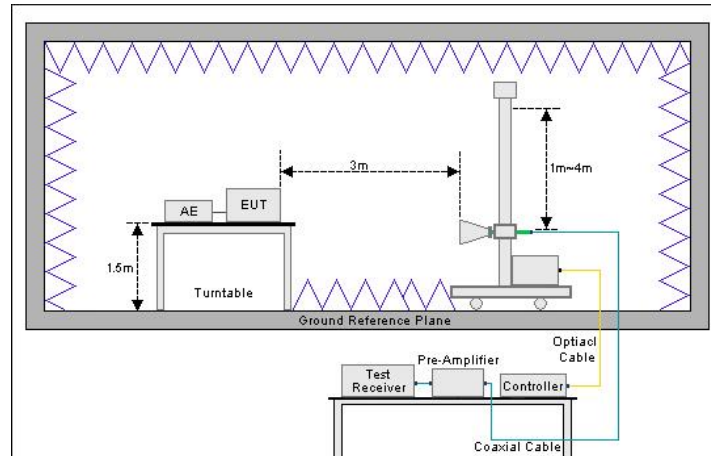 3m
1m~4m
AE
EUT
1.5m
Turntable
Ground Reference Plane
Optiacl
Cable
Pre-Amplifier
Test
Receiver
Controller
Coaxial Cable